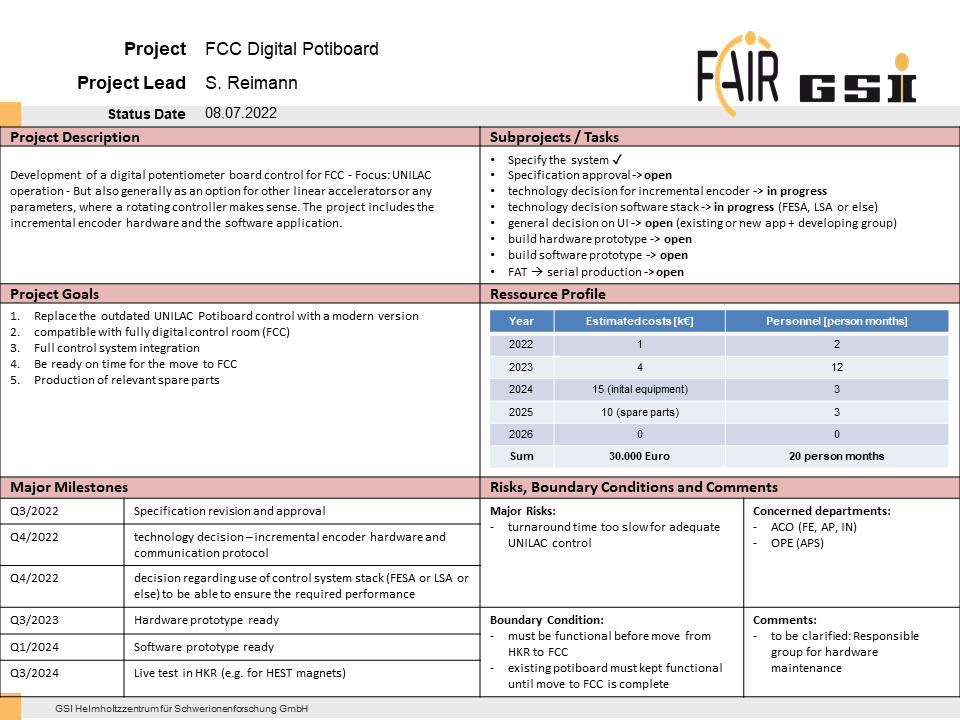 Project FCC Digital Potiboard
Project Lead S. Reimann
Status Date 08.07.2022
FAIR GSI
Project Description
Development of a digital potentiometer board control for FCC - Focus: UNILAC
operation - But also generally as an option for other linear accelerators or any
parameters, where a rotating controller makes sense. The project includes the
incremental encoder hardware and the software application.
Subprojects / Tasks
• Specify the system ✓
• Specification approval -> open
• technology decision for incremental encoder -> in progress
• technology decision software stack -> in progress (FESA, LSA or else)
• general decision on UI -> open (existing or new app + developing group)
• build hardware prototype -> open
• build software prototype -> open
• FAT → serial production -> open
Project Goals
1. Replace the outdated UNILAC Potiboard control with a modern version
2. compatible with fully digital control room (FCC)
3. Full control system integration
4. Be ready on time for the move to FCC
5. Production of relevant spare parts
Ressource Profile
Year Estimated costs [k€] Personnel [person months]
2022 1 2
2023 4 12
2024 15 (inital equipment) 3
2025 10 (spare parts) 3
2026 0 0
Sum 30.000 Euro 20 person months
Major Milestones
Q3/2022 Specification revision and approval
Q4/2022 technology decision – incremental encoder hardware and
communication protocol
Q4/2022 decision regarding use of control system stack (FESA or LSA or
else) to be able to ensure the required performance
Q3/2023 Hardware prototype ready
Q1/2024 Software prototype ready
Q3/2024 Live test in HKR (e.g. for HEST magnets)
Risks, Boundary Conditions and Comments
Major Risks:
- turnaround time too slow for adequate
UNILAC control
Concerned departments:
- ACO (FE, AP, IN)
- OPE (APS)
Boundary Condition:
- must be functional before move from
HKR to FCC
- existing potiboard must kept functional
until move to FCC is complete
Comments:
- to be clarified: Responsible
group for hardware
maintenance
GSI Helmholtzzentrum für Schwerionenforschung GmbH